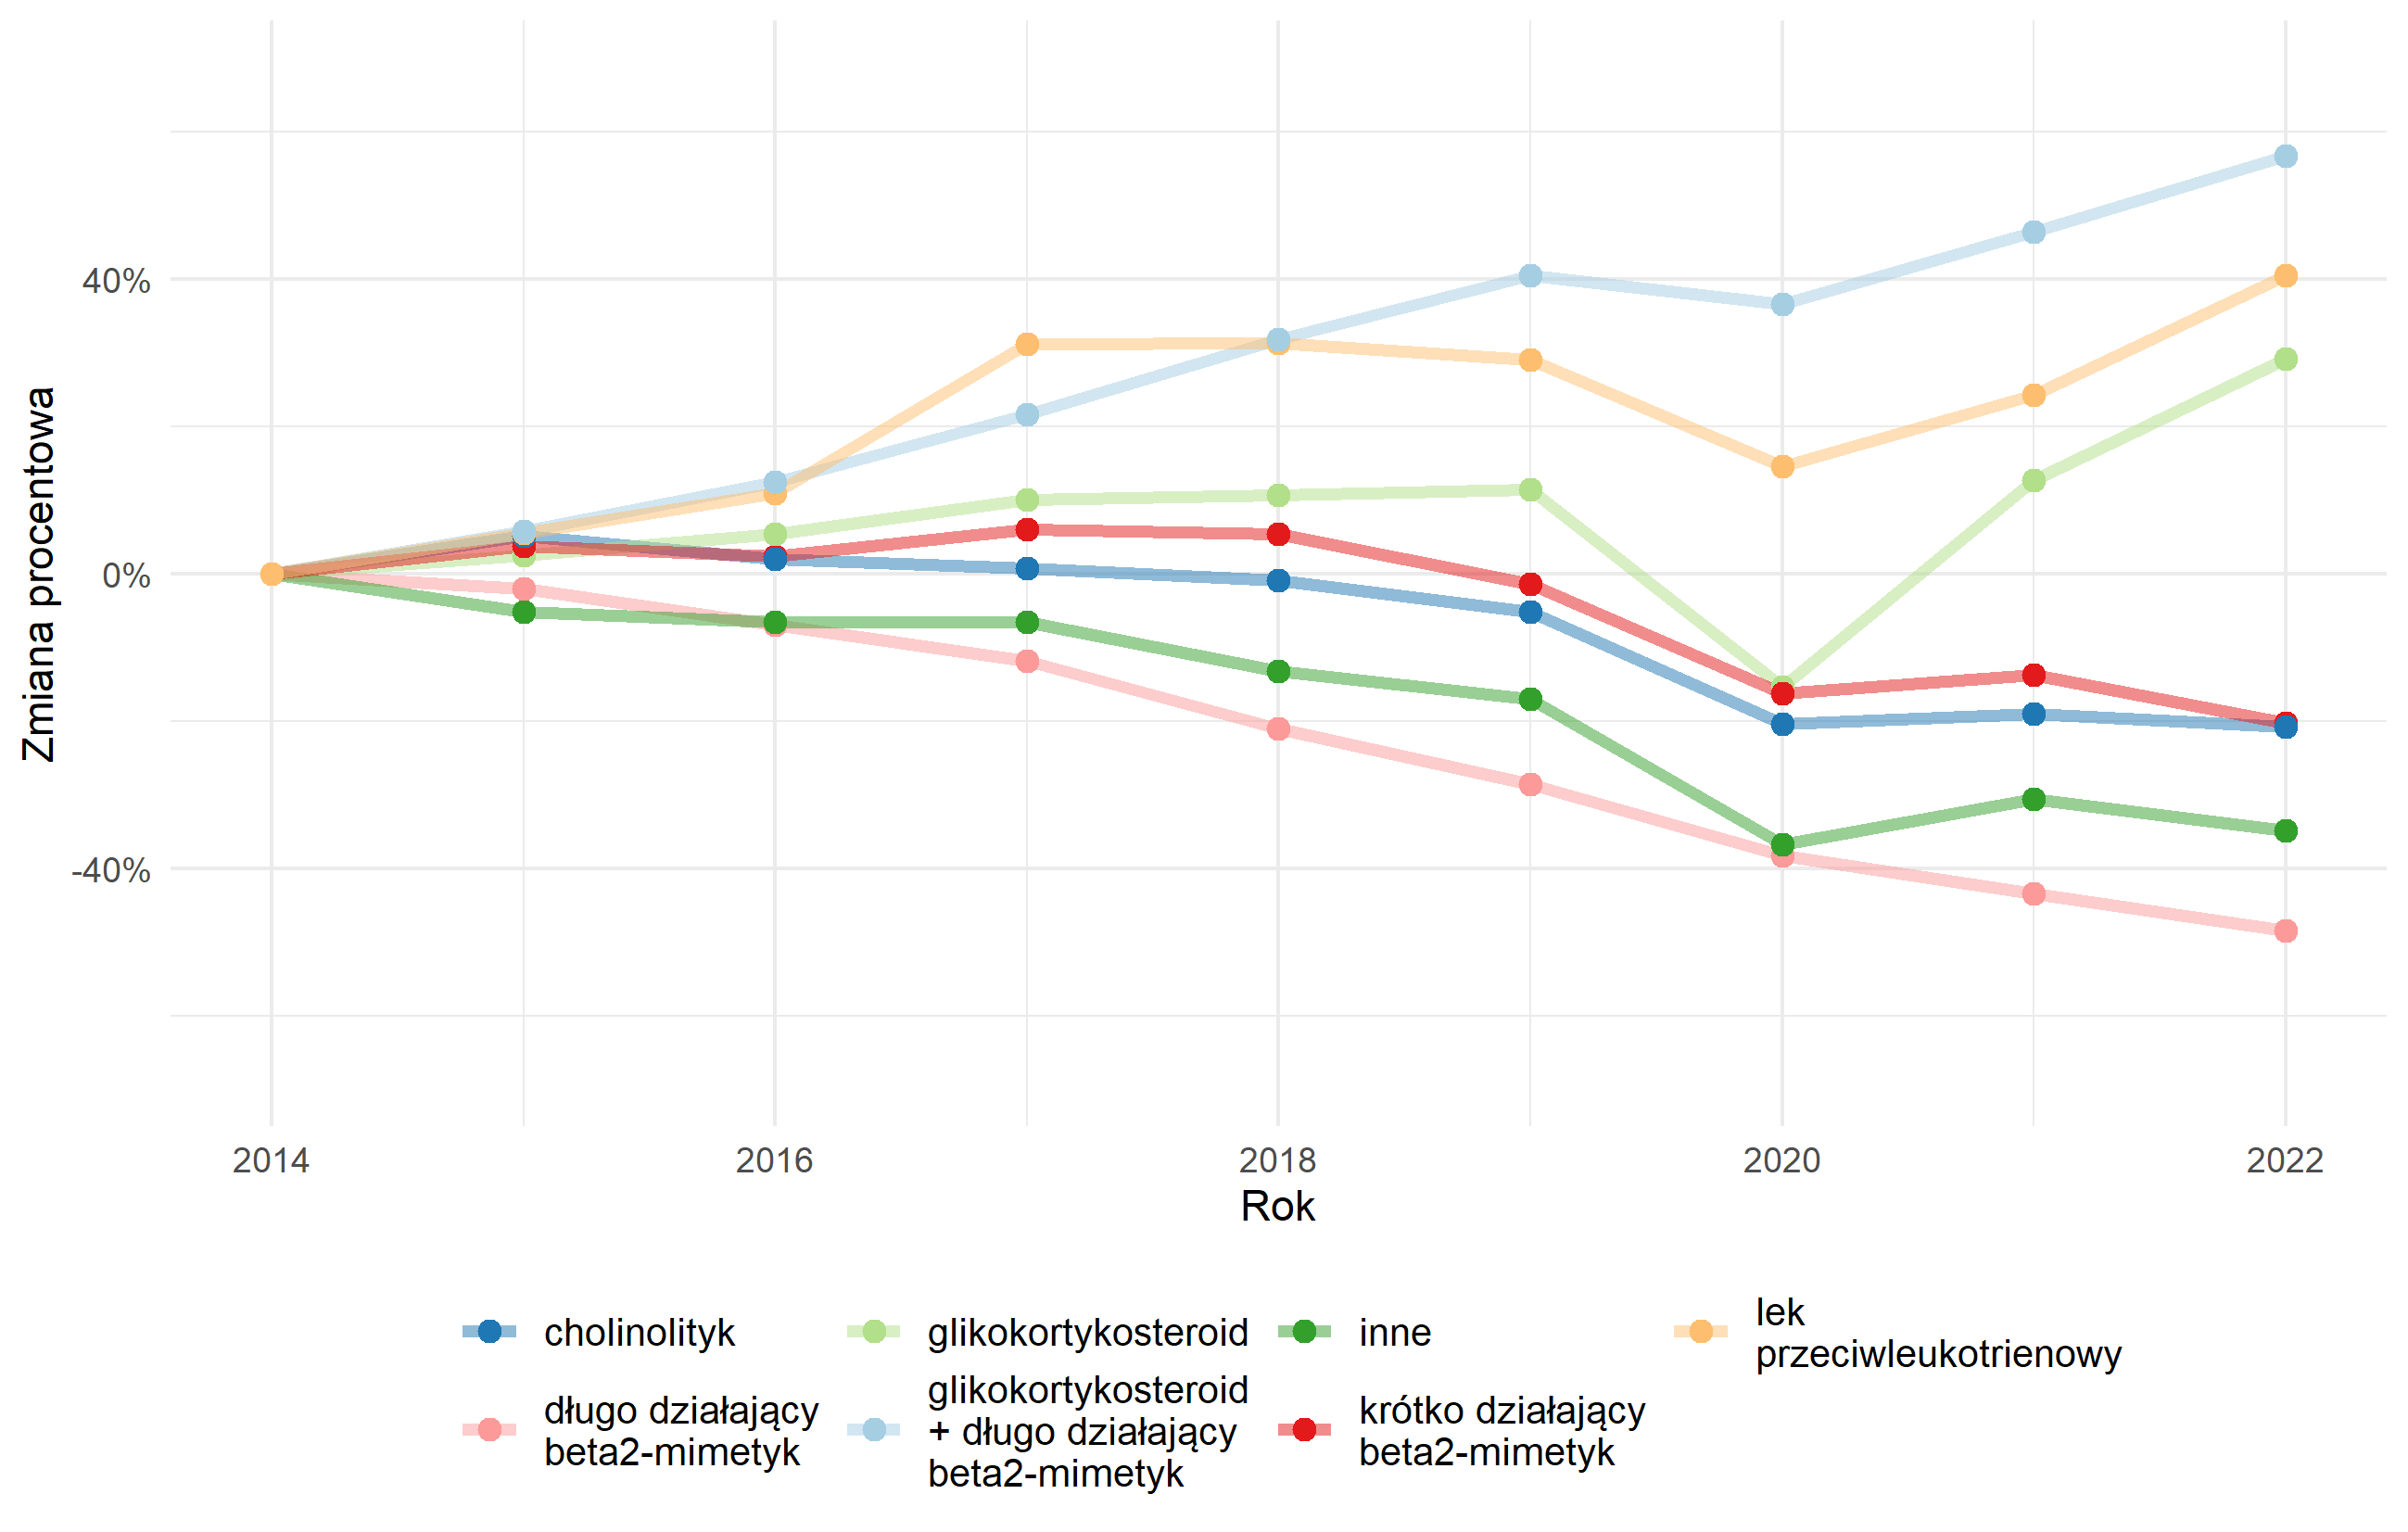 Zmiana procentowa
40%
0%
-40%
2014
2016
2018
2020
2022
Rok
cholinolityk
długo działający
beta2-mimetyk
glikokortykosteroid
glikokortykosteroid
+ długo działający
beta2-mimetyk
inne
krótko działający
beta2-mimetyk
lek
przeciwleukotrienowy